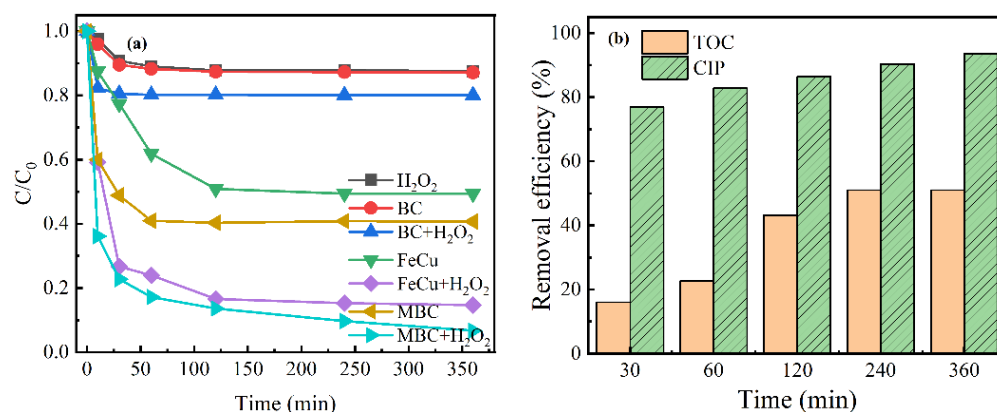 (a)
C/C₀
1.0
0.8
0.6
0.4
0.2
0.0
H₂O₂
BC
BC+H₂O₂
FeCu
FeCu+H₂O₂
MBC
MBC+H₂O₂
0 50 100 150 200 250 300 350
Time (min)
(b)
TOC
CIP
Removal efficiency (%)
100
80
60
40
20
0
30 60 120 240 360
Time (min)